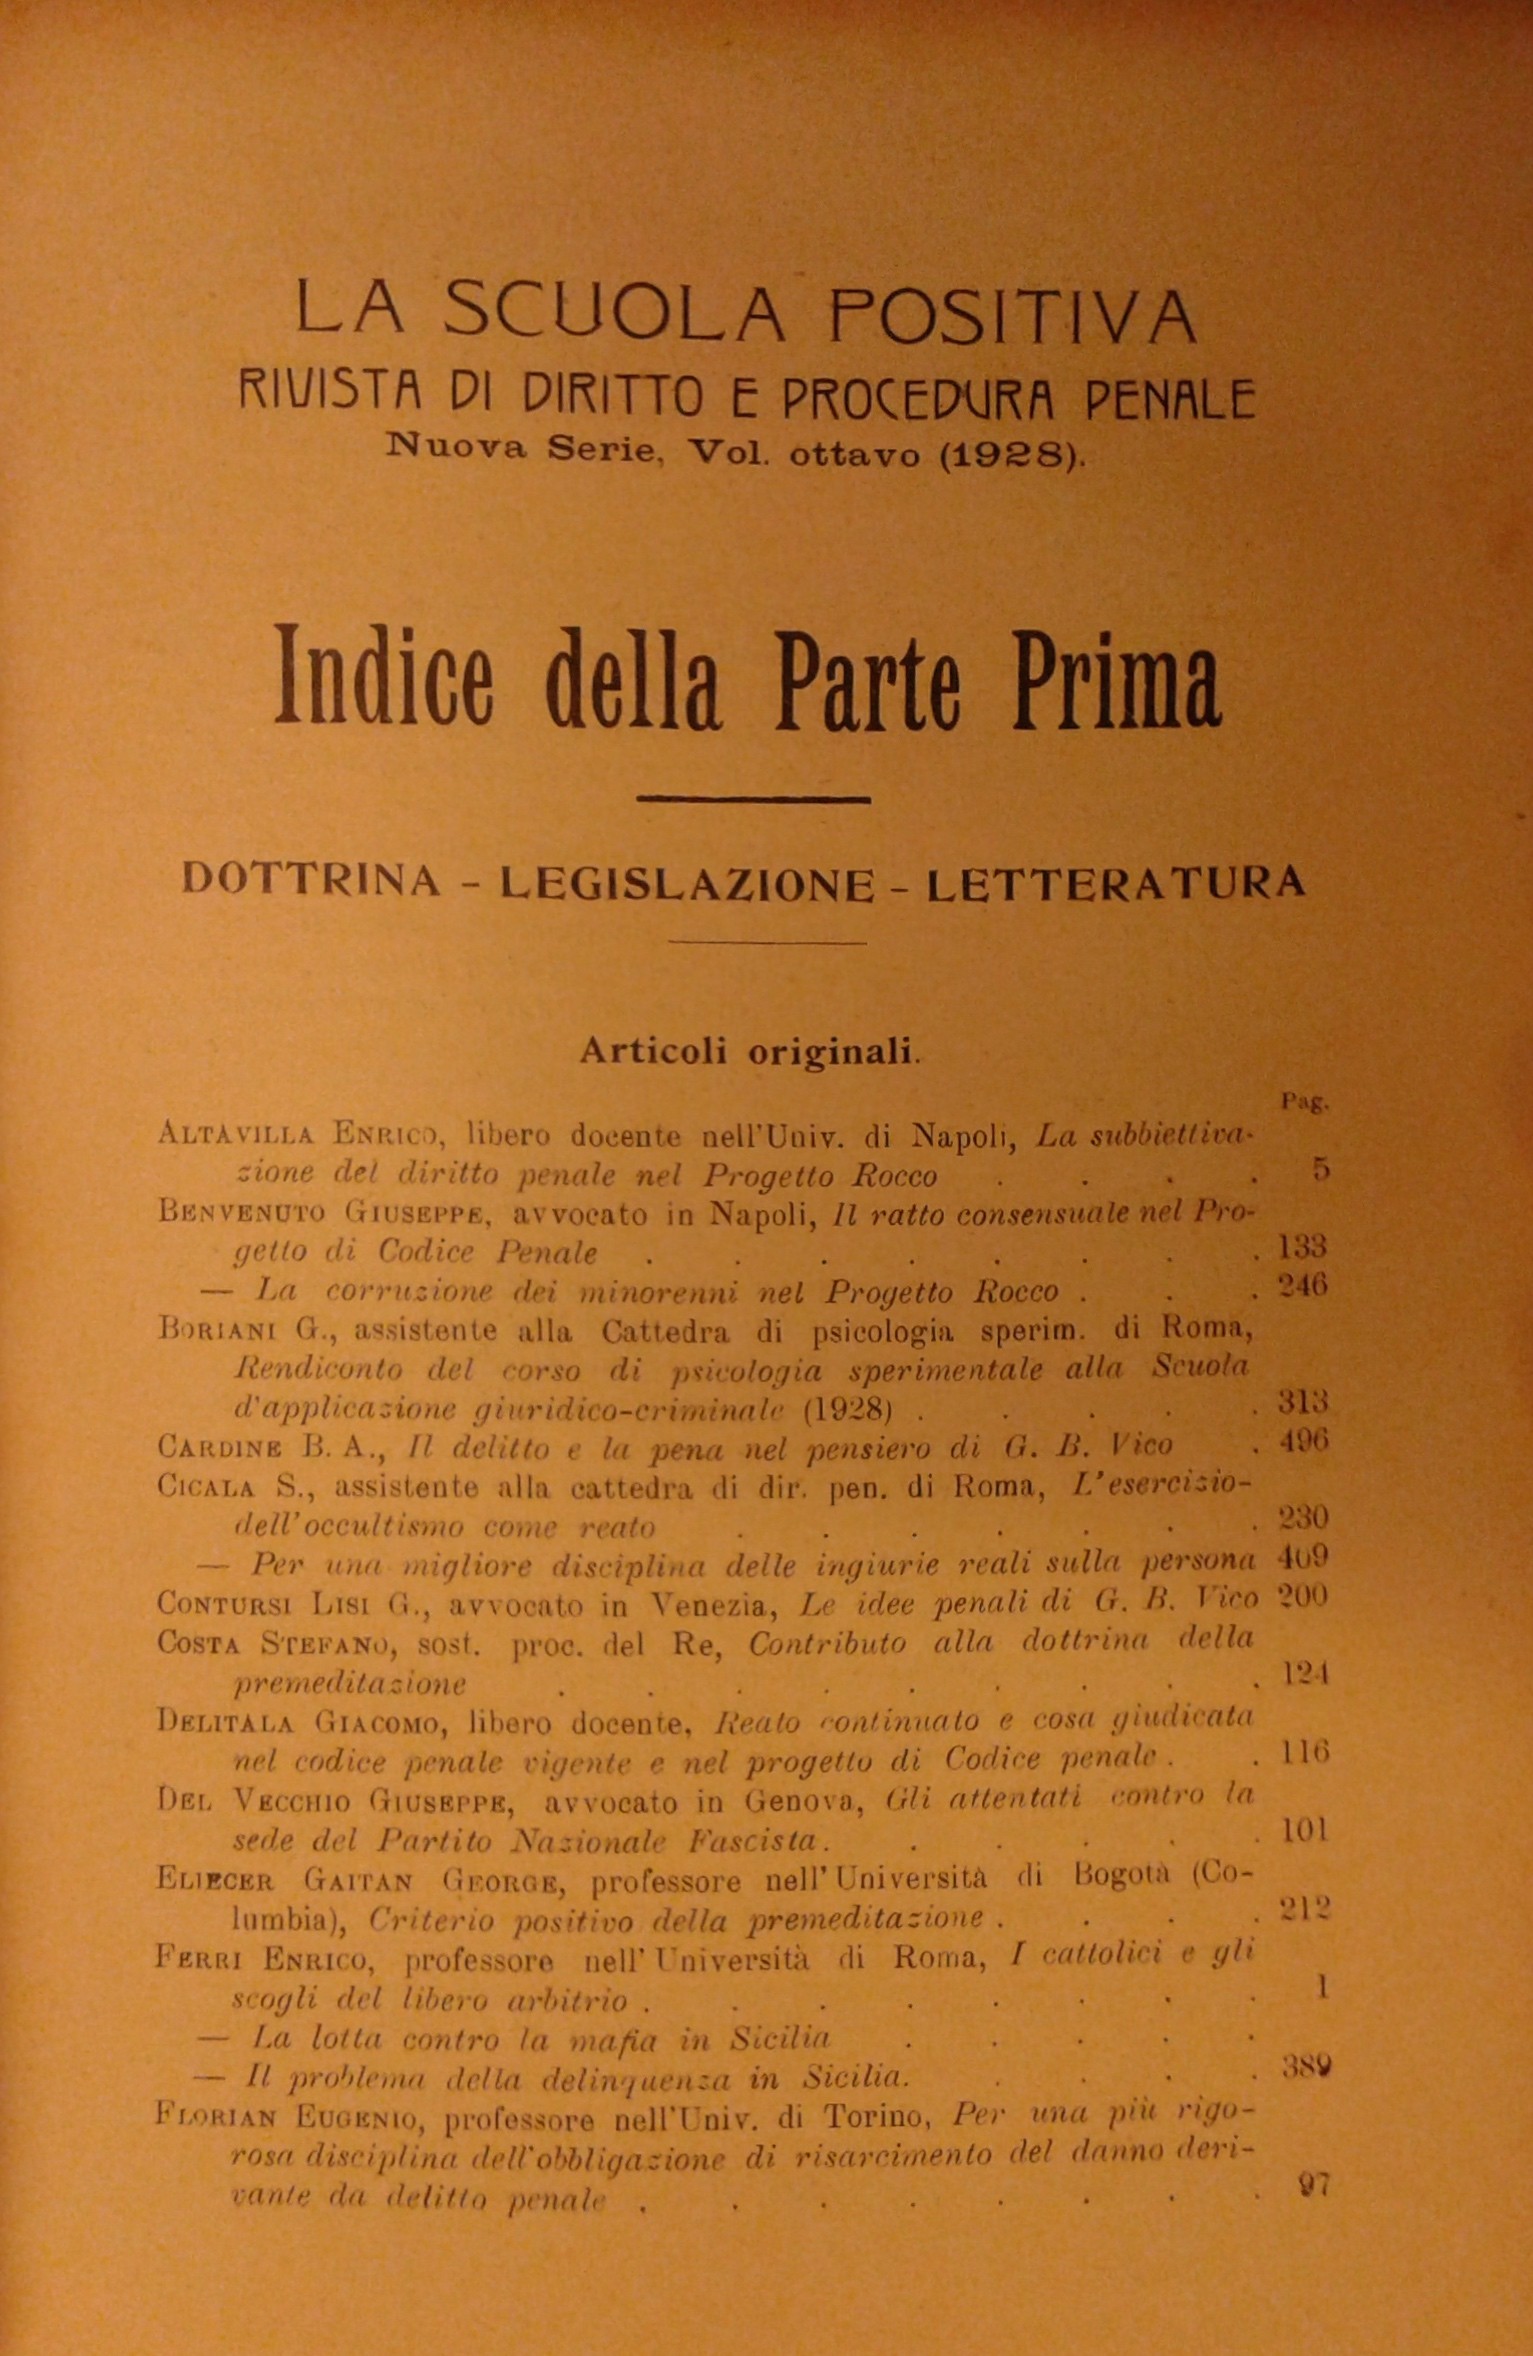 LA SCUOLA POSITIVA
RIVISTA DI DIRITTO E PROCEDURA PENALE
Nuova Serie, Vol. ottavo (1928).
Indice della Parte Prima
DOTTRINA - LEGISLAZIONE - LETTERATURA
Articoli originali.
Pag.
ALTAVILLA ENRICO, libero docente nell'Univ. di Napoli, La subbiettiva-
zione del diritto penale nel Progetto Rocco . . . . 5
BENVENUTO GIUSEPPE, avvocato in Napoli, Il ratto consensuale nel Pro-
getto di Codice Penale . . . . . . . . 133
— La corruzione dei minorenni nel Progetto Rocco . . . 246
BORIANI G., assistente alla Cattedra di psicologia sperim. di Roma,
Rendiconto del corso di psicologia sperimentale alla Scuola
d'applicazione giuridico-criminale (1928) . . . . . 313
CARDINE B. A., Il delitto e la pena nel pensiero di G. B. Vico . 496
CICALA S., assistente alla cattedra di dir. pen. di Roma, L'esercizio-
dell'occultismo come reato . . . . . . . 230
— Per una migliore disciplina delle ingiurie reali sulla persona 409
CONTURSI LISI G., avvocato in Venezia, Le idee penali di G. B. Vico 200
COSTA STEFANO, sost. proc. del Re, Contributo alla dottrina della
premeditazione . . . . . . . . . 124
DELITALA GIACOMO, libero docente, Reato continuato e cosa giudicata
nel codice penale vigente e nel progetto di Codice penale . . 116
DEL VECCHIO GIUSEPPE, avvocato in Genova, Gli attentati contro la
sede del Partito Nazionale Fascista. . . . . . 101
ELIECER GAITAN GEORGE, professore nell'Università di Bogotà (Co-
lumbia), Criterio positivo della premeditazione . . . . 212
FERRI ENRICO, professore nell'Università di Roma, I cattolici e gli
scogli del libero arbitrio . . . . . . . . 1
— La lotta contro la mafia in Sicilia . . . . .
— Il problema della delinquenza in Sicilia. . . . . 389
FLORIAN EUGENIO, professore nell'Univ. di Torino, Per una più rigo-
rosa disciplina dell'obbligazione di risarcimento del danno deri-
vante da delitto penale . . . . . . . . 97